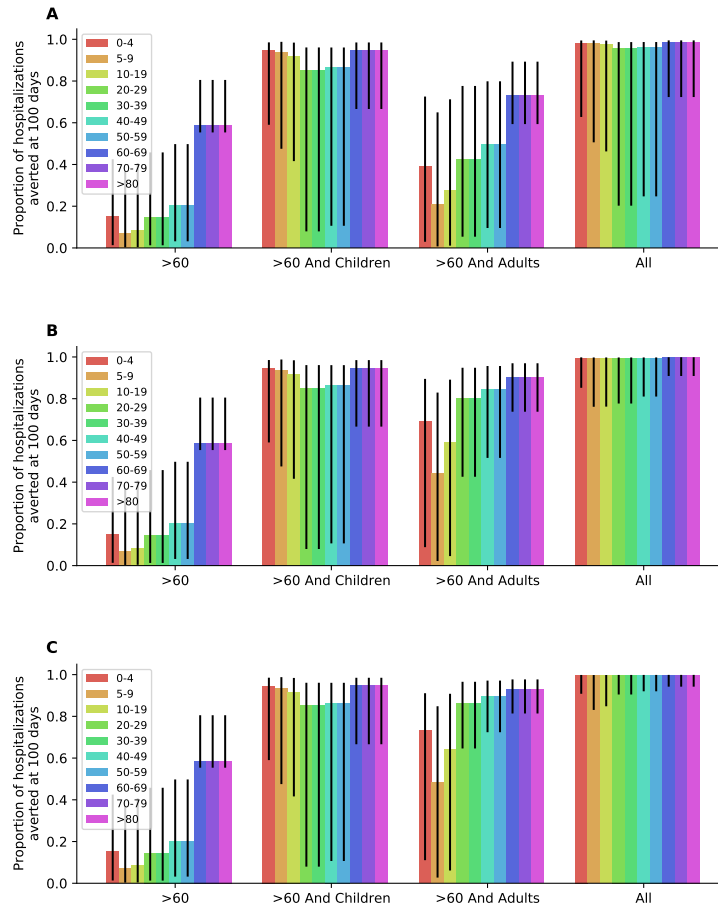 A
Proportion of hospitalizations
averted at 100 days
1.0
0.8
0.6
0.4
0.2
0.0
0-4
5-9
10-19
20-29
30-39
40-49
50-59
60-69
70-79
>80
>60
>60 And Children
>60 And Adults
All
B
Proportion of hospitalizations
averted at 100 days
1.0
0.8
0.6
0.4
0.2
0.0
0-4
5-9
10-19
20-29
30-39
40-49
50-59
60-69
70-79
>80
>60
>60 And Children
>60 And Adults
All
C
Proportion of hospitalizations
averted at 100 days
1.0
0.8
0.6
0.4
0.2
0.0
0-4
5-9
10-19
20-29
30-39
40-49
50-59
60-69
70-79
>80
>60
>60 And Children
>60 And Adults
All